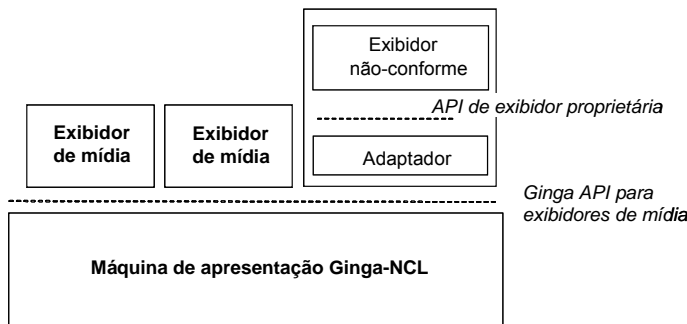 Exibidor
não-conforme
API de exibidor proprietária
Exibidor
de mídia
Exibidor
de mídia
Adaptador
Ginga API para
exibidores de mídia
Máquina de apresentação Ginga-NCL